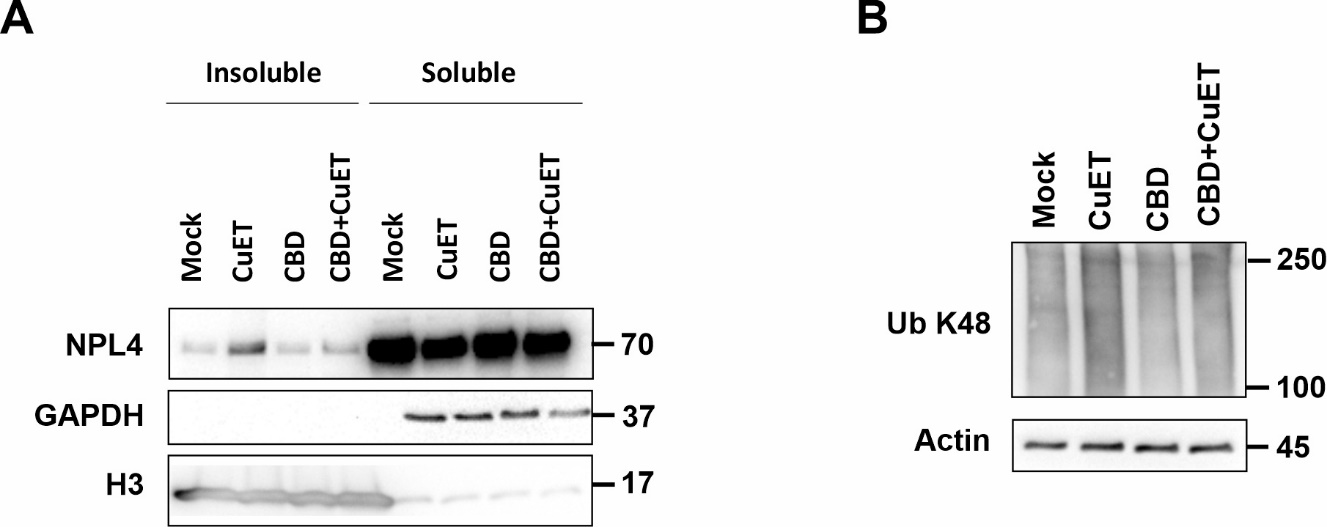 A
Insoluble
Soluble
Mock
CuET
CBD
CBD+CuET
Mock
CuET
CBD
CBD+CuET
NPL4
70
GAPDH
37
H3
17
B
Mock
CuET
CBD
CBD+CuET
Ub K48
250
100
Actin
45